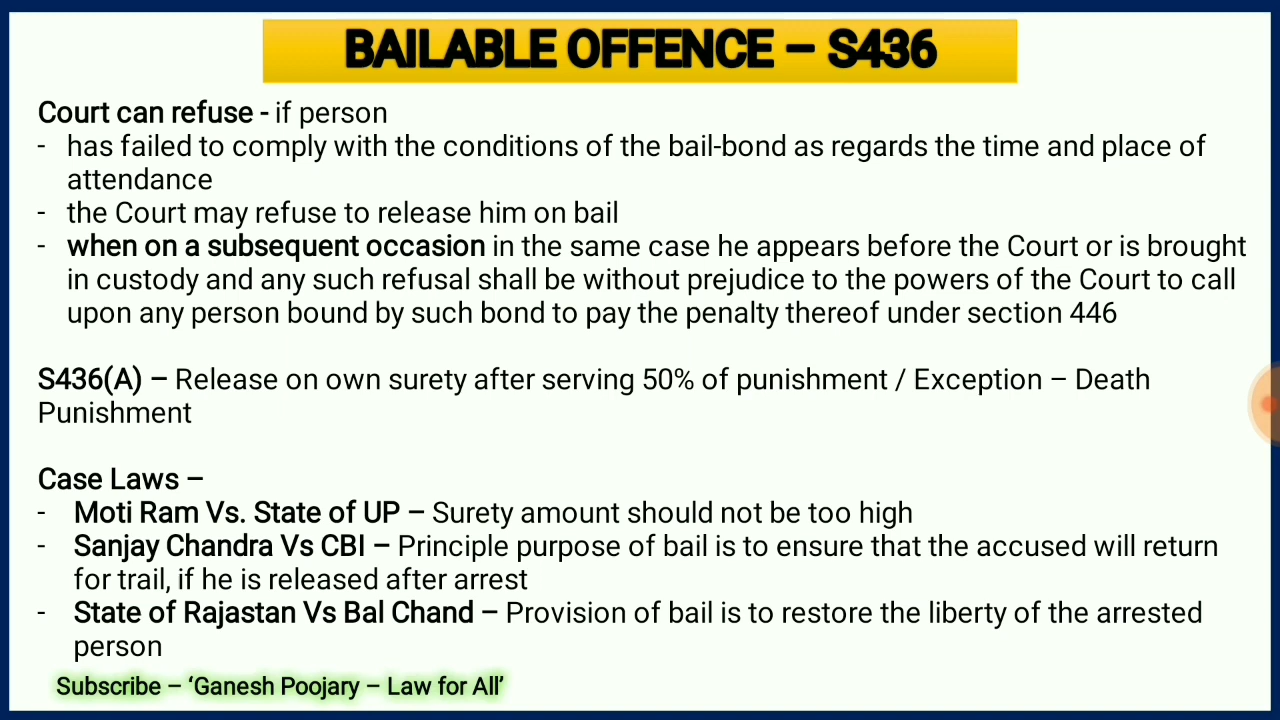 BAILABLE OFFENCE – S436
Court can refuse - if person
- has failed to comply with the conditions of the bail-bond as regards the time and place of
attendance
- the Court may refuse to release him on bail
- when on a subsequent occasion in the same case he appears before the Court or is brought
in custody and any such refusal shall be without prejudice to the powers of the Court to call
upon any person bound by such bond to pay the penalty thereof under section 446
S436(A) – Release on own surety after serving 50% of punishment / Exception – Death
Punishment
Case Laws –
- Moti Ram Vs. State of UP – Surety amount should not be too high
- Sanjay Chandra Vs CBI – Principle purpose of bail is to ensure that the accused will return
for trail, if he is released after arrest
- State of Rajastan Vs Bal Chand – Provision of bail is to restore the liberty of the arrested
person
Subscribe – ‘Ganesh Poojary – Law for All’